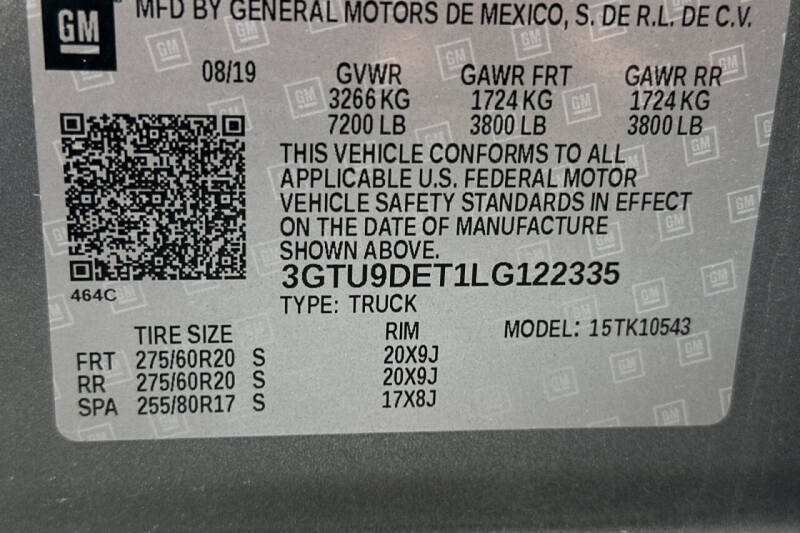 GM
MFD BY GENERAL MOTORS DE MEXICO, S. DE R.L. DE C.V.
08/19 GVWR GAWR FRT GAWR RR
3266 KG 1724 KG 1724 KG
7200 LB 3800 LB 3800 LB
THIS VEHICLE CONFORMS TO ALL
APPLICABLE U.S. FEDERAL MOTOR
VEHICLE SAFETY STANDARDS IN EFFECT
ON THE DATE OF MANUFACTURE
SHOWN ABOVE.
464C
3GTU9DET1LG122335
TYPE: TRUCK
TIRE SIZE RIM MODEL: 15TK10543
FRT 275/60R20 S 20X9J
RR 275/60R20 S 20X9J
SPA 255/80R17 S 17X8J